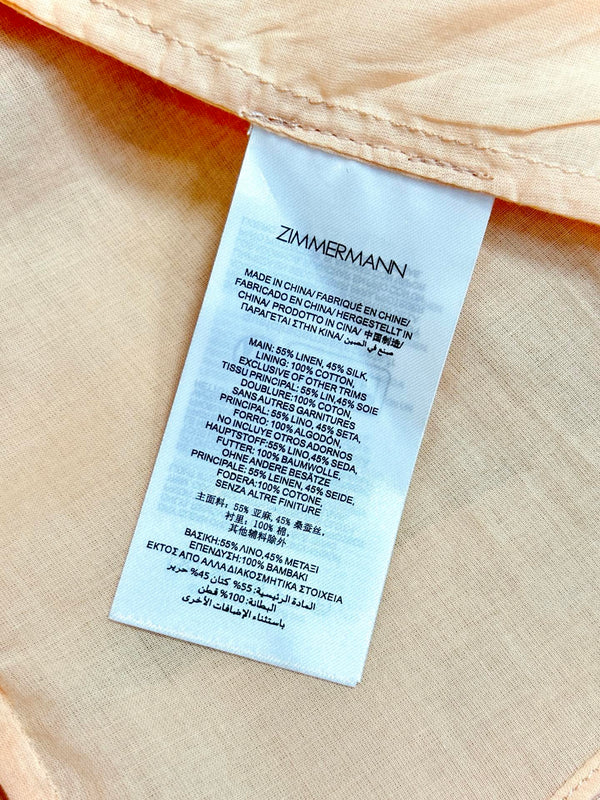 ZIMMERMANN
MADE IN CHINA/ FABRIQUÉ EN CHINE/
FABRICADO EN CHINA/ HERGESTELLT IN
CHINA/ PRODOTTO IN CINA/ 中国制造/
ΠΑΡΑΓΕΤΑΙ ΣΤΗΝ ΚΙΝΑ/ صنع في الصين
MAIN: 55% LINEN, 45% SILK,
LINING: 100% COTTON,
EXCLUSIVE OF OTHER TRIMS
TISSU PRINCIPAL: 55% LIN,45% SOIE
DOUBLURE:100% COTON,
SANS AUTRES GARNITURES
PRINCIPAL: 55% LINO, 45% SETA,
FORRO: 100% ALGODÓN,
NO INCLUYE OTROS ADORNOS
HAUPTSTOFF:55% LINO,45% SEDA,
FUTTER: 100% BAUMWOLLE,
OHNE ANDERE BESÄTZE
PRINCIPALE: 55% LEINEN, 45% SEIDE,
FODERA:100% COTONE,
SENZA ALTRE FINITURE
主面料: 55% 亚麻, 45% 桑蚕丝,
衬里: 100% 棉,
其他辅料除外
ΒΑΣΙΚΗ:55% ΛΙΝΟ,45% ΜΕΤΑΞΙ
ΕΠΕΝΔΥΣΗ:100% ΒΑΜΒΑΚΙ
ΕΚΤΟΣ ΑΠΟ ΑΛΛΑ ΔΙΑΚΟΣΜΗΤΙΚΑ ΣΤΟΙΧΕΙΑ
المادة الرئيسية: 55% كتان 45% حرير
البطانة: 100% قطن
باستثناء الإضافات الأخرى